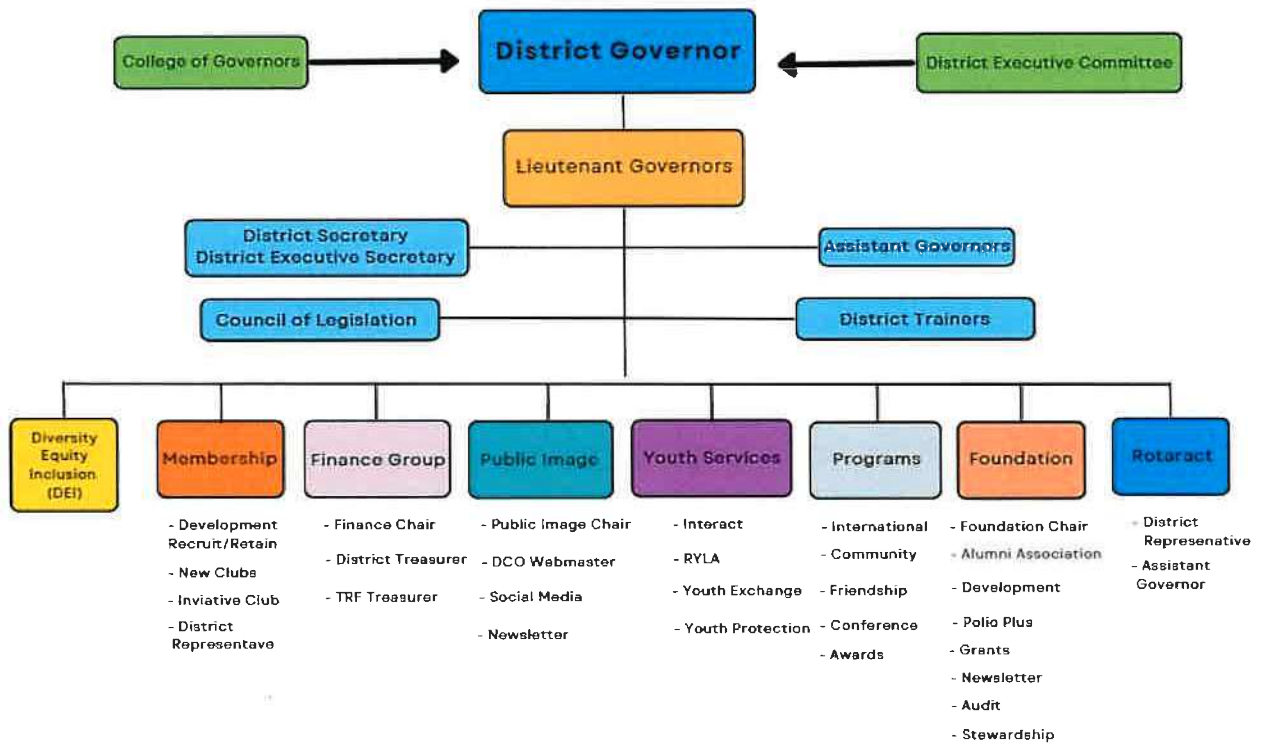 College of Governors
District Governor
District Executive Committee
Lieutenant Governors
District Secretary
District Executive Secretary
Assistant Governors
Council of Legislation
District Trainers
Diversity
Equity
Inclusion
(DEI)
Membership
- Development
Recruit/Retain
- New Clubs
- Inviative Club
- District
Representave
Finance Group
- Finance Chair
- District Treasurer
- TRF Treasurer
Public Image
- Public Image Chair
- DCO Webmaster
- Social Media
- Newsletter
Youth Services
- Interact
- RYLA
- Youth Exchange
- Youth Protection
Programs
- International
- Community
- Friendship
- Conference
- Awards
Foundation
- Foundation Chair
- Alumni Association
- Development
- Polio Plus
- Grants
- Newsletter
- Audit
- Stewardship
Rotaract
- District
Represenative
- Assistant
Governor